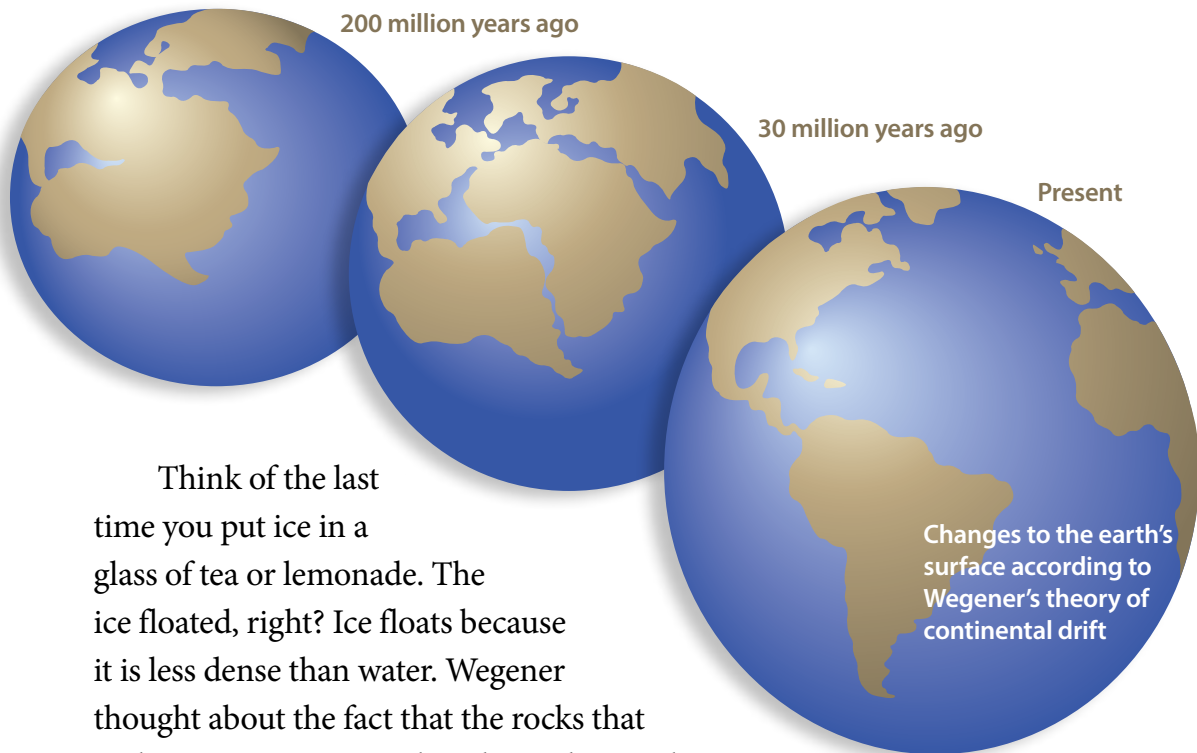 200 million years ago
30 million years ago
Present
Changes to the earth's
surface according to
Wegener's theory of
continental drift
Think of the last
time you put ice in a
glass of tea or lemonade. The
ice floated, right? Ice floats because
it is less dense than water. Wegener
thought about the fact that the rocks that